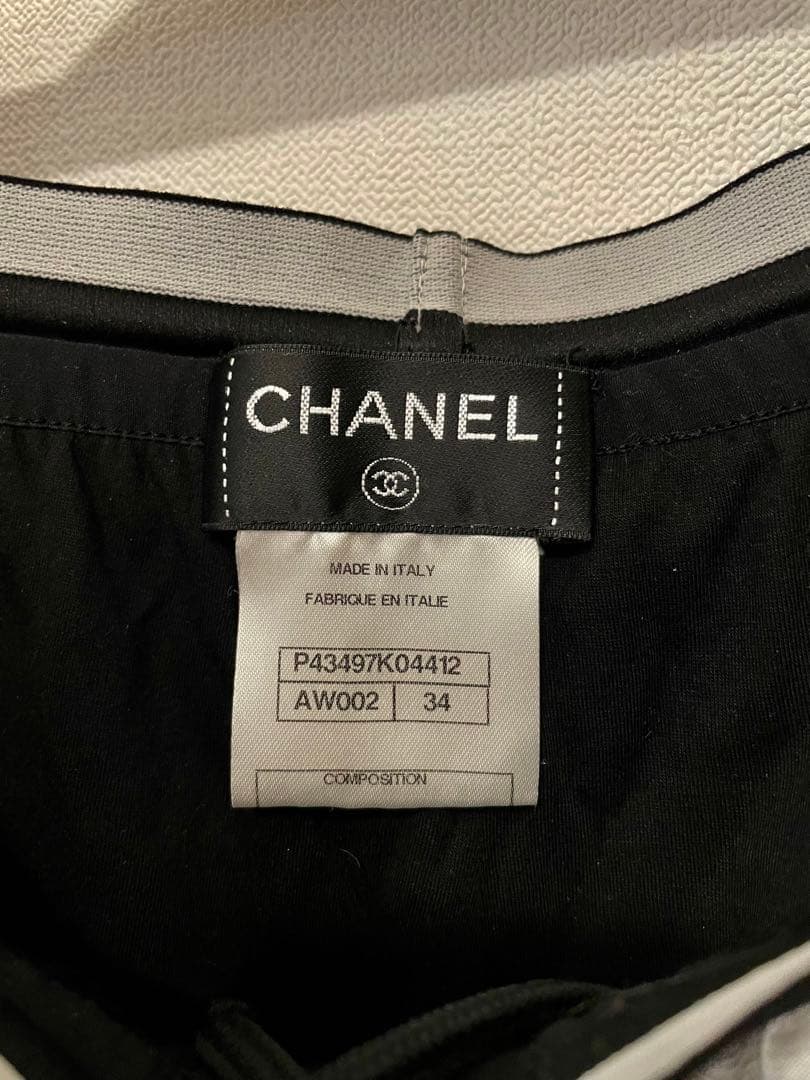 CHANEL
MADE IN ITALY
FABRIQUE EN ITALIE
P43497K04412
AW002 34
COMPOSITION